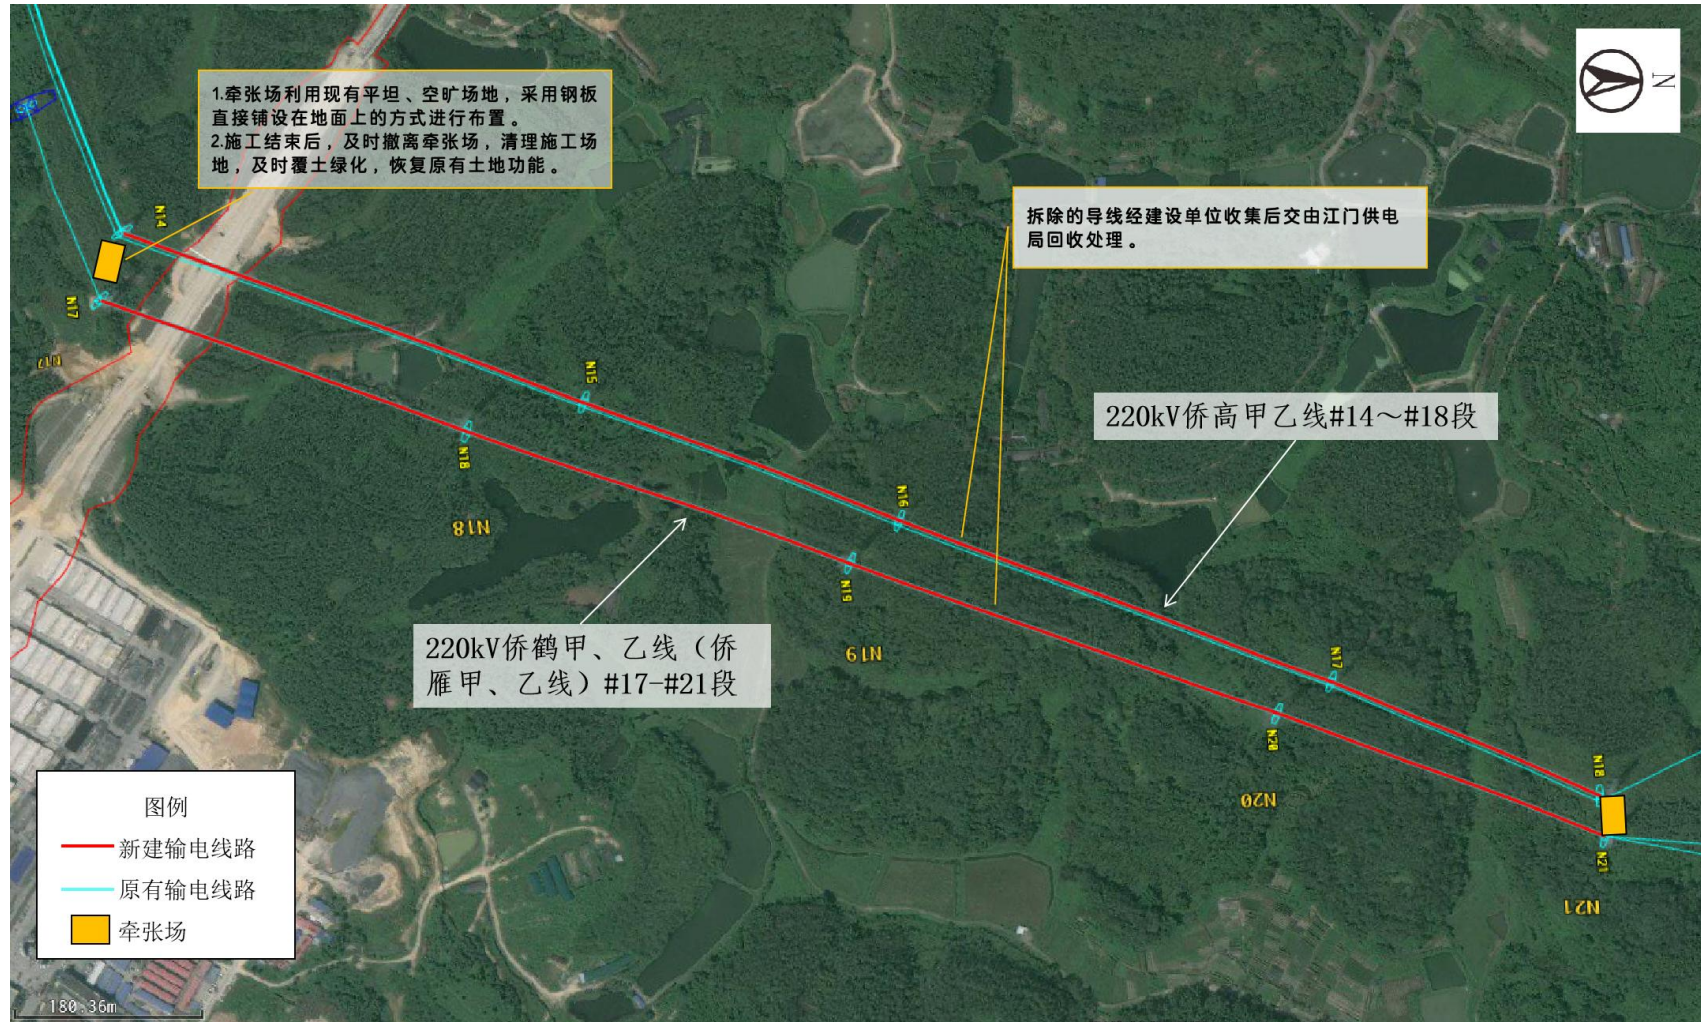 N
1.牵张场利用现有平坦、空旷场地，采用钢板
直接铺设在地面上的方式进行布置。
2.施工结束后，及时撤离牵张场，清理施工场
地，及时覆土绿化，恢复原有土地功能。
拆除的导线经建设单位收集后交由江门供电
局回收处理。
N14
N17
N17
N15
N18
N18
N16
N19
N19
220kV侨高甲乙线#14～#18段
220kV侨鹤甲、乙线（侨
雁甲、乙线）#17-#21段
N17
N20
N20
N18
N21
N21
图例
新建输电线路
原有输电线路
牵张场
180.36m